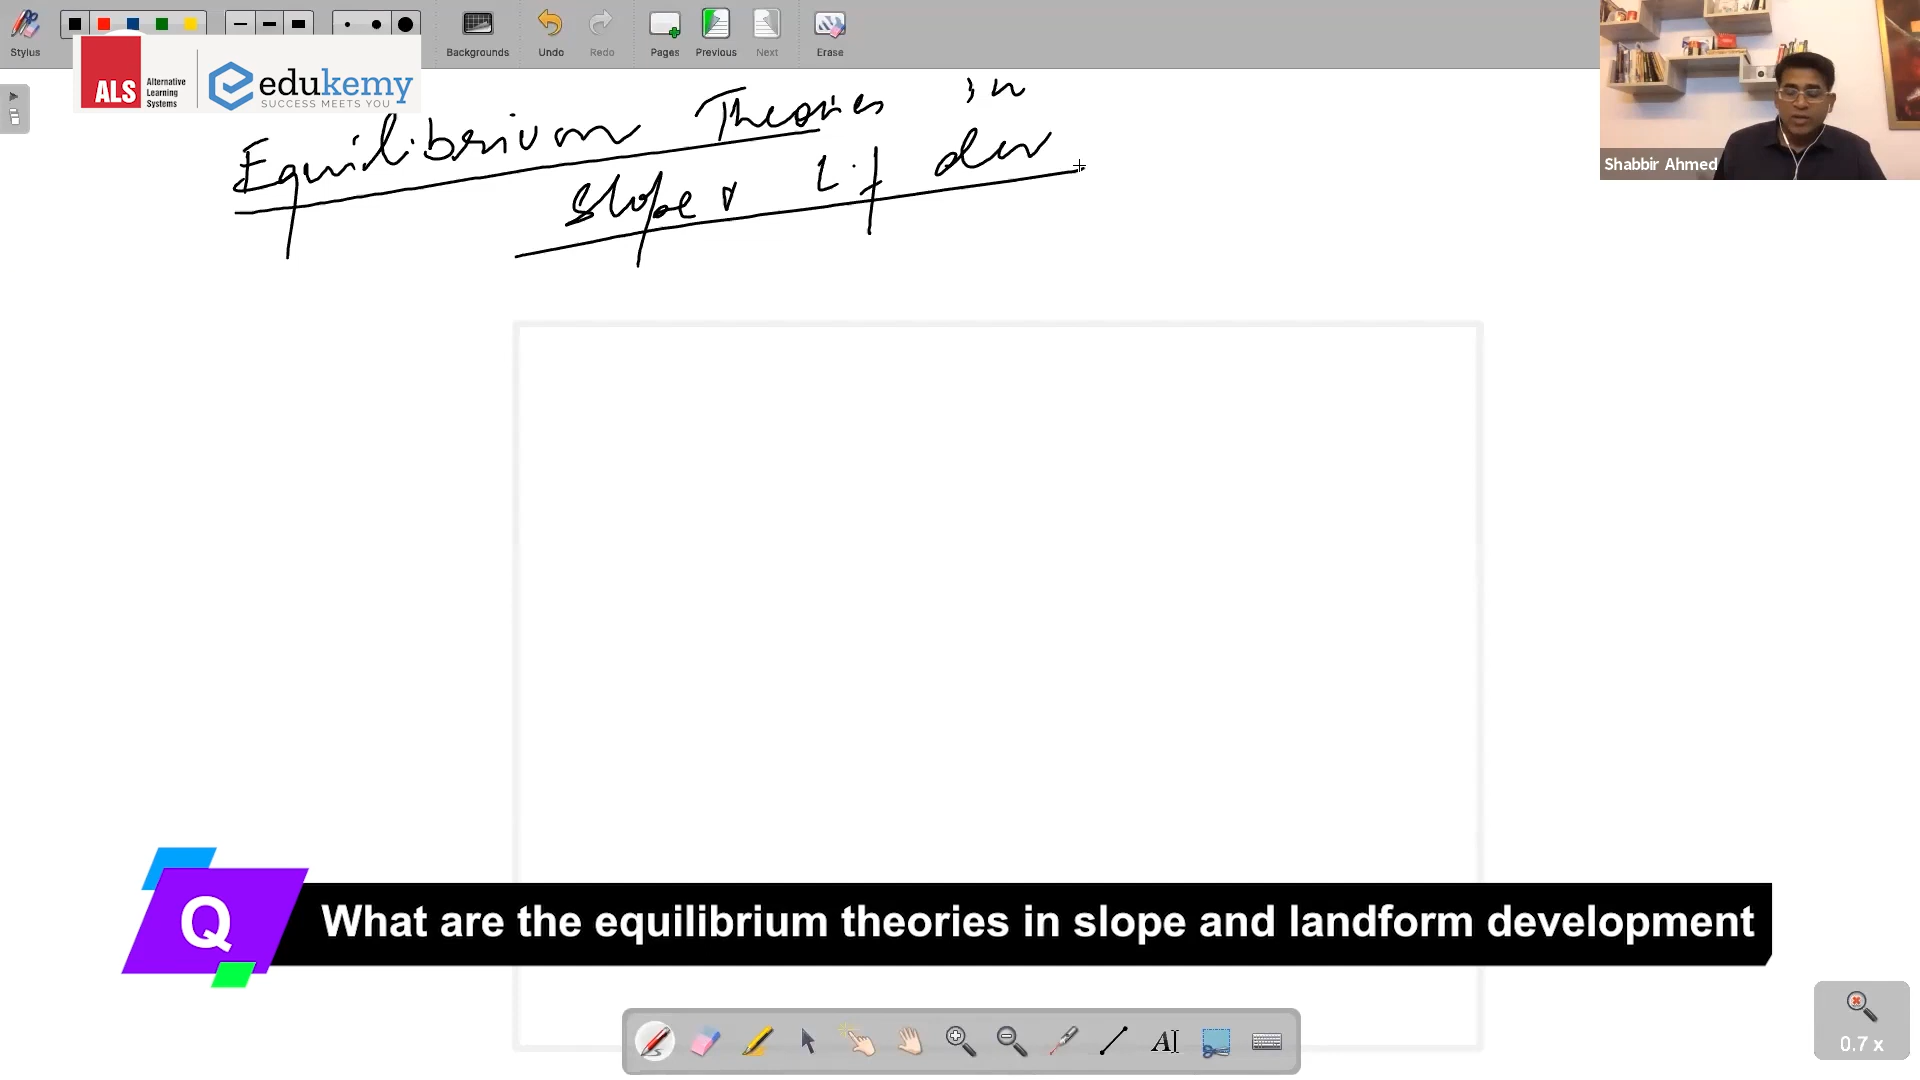 Stylus
Backgrounds
Undo
Redo
Pages
Previous
Next
Erase
ALS
Alternative
Learning
Systems
edukemy
SUCCESS MEETS YOU
Shabbir Ahmed
Equilibrium Theories in
Slope & L.f dev
Q
What are the equilibrium theories in slope and landform development
A
0.7 x